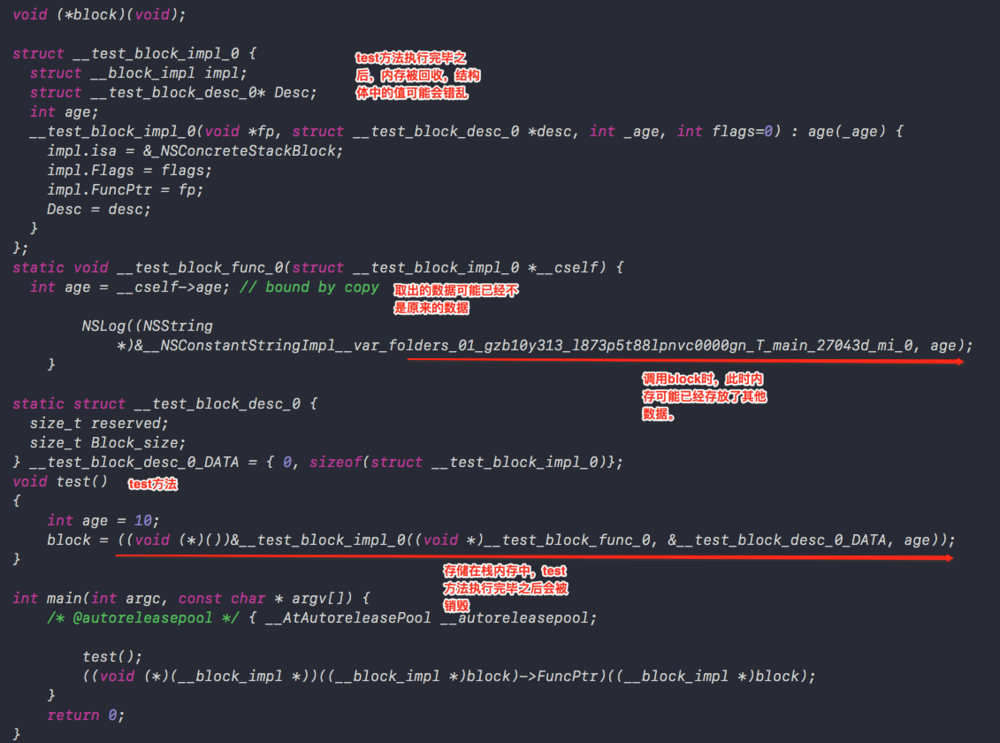 void (*block)(void);
struct __test_block_impl_0 {
struct __block_impl impl;
struct __test_block_desc_0* Desc;
int age;
test方法执行完毕之
后，内存被回收，结构
体中的值可能会错乱
__test_block_impl_0(void *fp, struct __test_block_desc_0 *desc, int _age, int flags=0) : age(_age) {
impl.isa = &_NSConcreteStackBlock;
impl.Flags = flags;
impl.FuncPtr = fp;
Desc = desc;
}
};
static void __test_block_func_0(struct __test_block_impl_0 *__cself) {
int age = __cself->age; // bound by copy
取出的数据可能已经不
是原来的数据
NSLog((NSString
*)&__NSConstantStringImpl__var_folders_01_gzb10y313_l873p5t88lpnvc0000gn_T_main_27043d_mi_0, age);
}
调用block时，此时内
存可能已经存放了其他
数据。
static struct __test_block_desc_0 {
size_t reserved;
size_t Block_size;
} __test_block_desc_0_DATA = { 0, sizeof(struct __test_block_impl_0)};
void test() test方法
{
int age = 10;
block = ((void (*)())&__test_block_impl_0((void *)__test_block_func_0, &__test_block_desc_0_DATA, age));
}
存储在栈内存中，test
方法执行完毕之后会被
销毁
int main(int argc, const char * argv[]) {
/* @autoreleasepool */ { __AtAutoreleasePool __autoreleasepool;
test();
((void (*)(__block_impl *))((__block_impl *)block)->FuncPtr)((__block_impl *)block);
}
return 0;
}